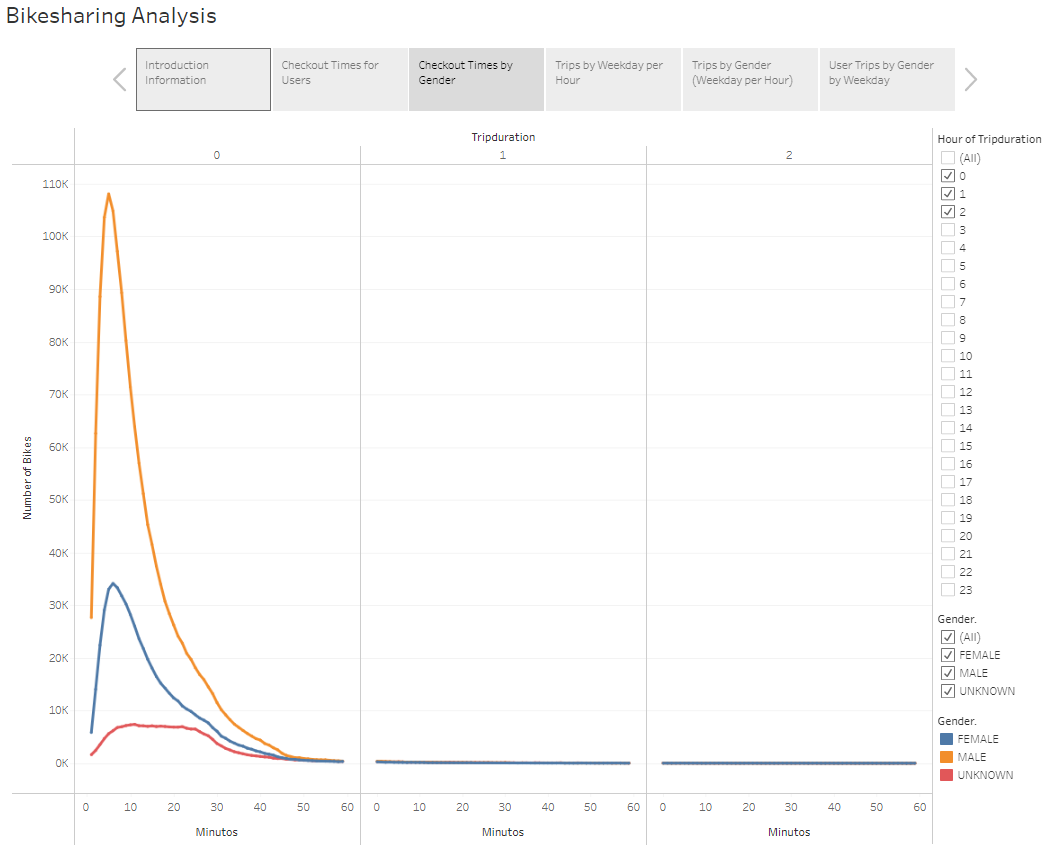 Bikesharing Analysis
Introduction
Information
Checkout Times for
Users
Checkout Times by
Gender
Trips by Weekday per
Hour
Trips by Gender
(Weekday per Hour)
User Trips by Gender
by Weekday
Tripduration
0
1
2
110K
100K
90K
80K
70K
60K
50K
40K
30K
20K
10K
0K
Number of Bikes
0 10 20 30 40 50 60
0 10 20 30 40 50 60
0 10 20 30 40 50 60
Minutos
Minutos
Minutos
Hour of Tripduration
(All)
0
1
2
3
4
5
6
7
8
9
10
11
12
13
14
15
16
17
18
19
20
21
22
23
Gender.
(All)
FEMALE
MALE
UNKNOWN
Gender.
FEMALE
MALE
UNKNOWN